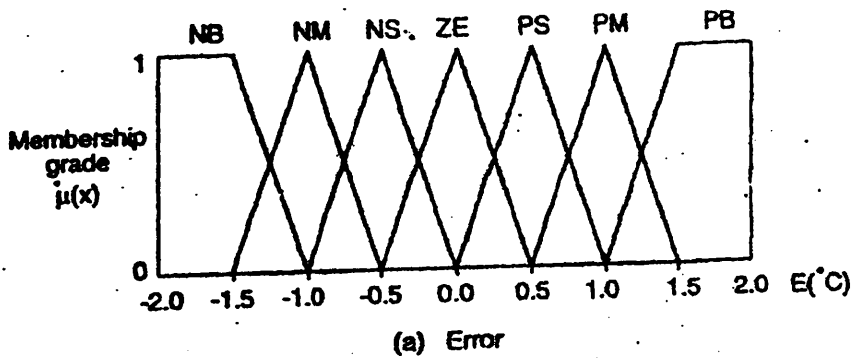 NB NM NS ZE PS PM PB
1
Membership
grade
μ(x)
0
-2.0 -1.5 -1.0 -0.5 0.0 0.5 1.0 1.5 2.0 E(°C)
(a) Error